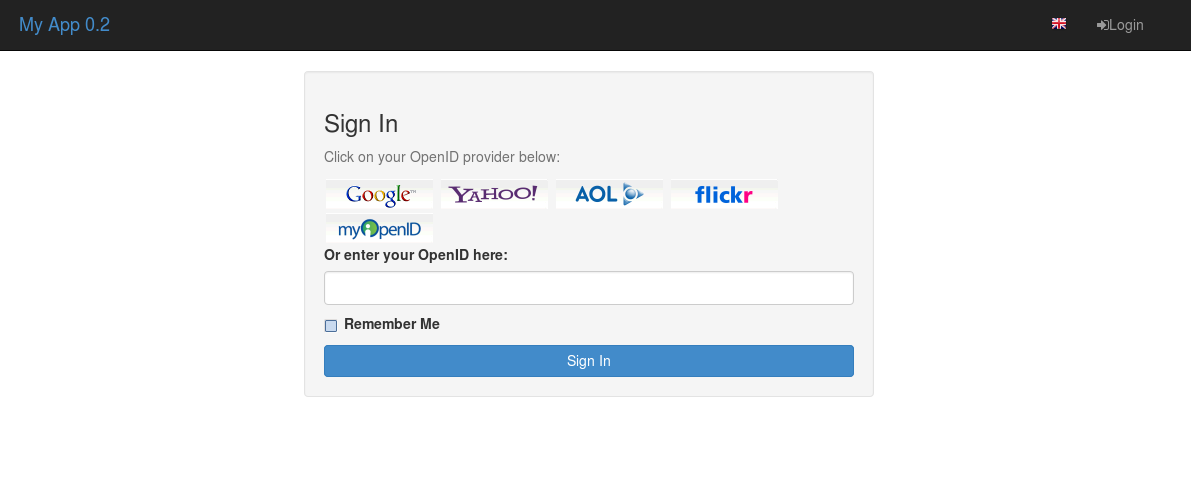 My App 0.2
Login
Sign In
Click on your OpenID provider below:
Google™ YAHOO! AOL flickr
myOpenID
Or enter your OpenID here:
Remember Me
Sign In